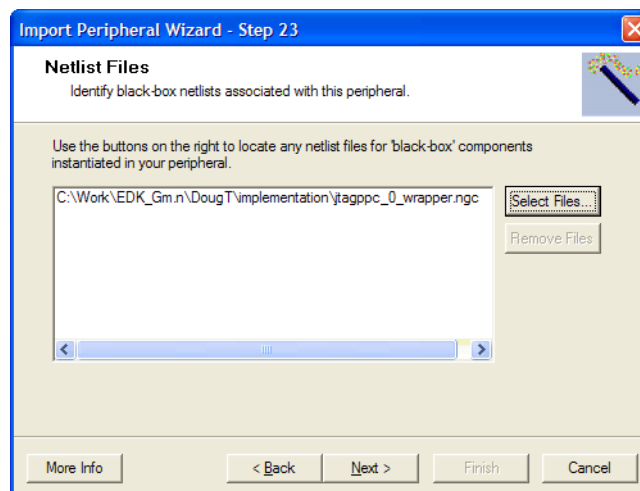 Import Peripheral Wizard - Step 23
Netlist Files
Identify black-box netlists associated with this peripheral.
Use the buttons on the right to locate any netlist files for 'black-box' components
instantiated in your peripheral.
C:\Work\EDK_Gm.n\DougT\implementation\jtagppc_0_wrapper.ngc
Select Files...
Remove Files
More Info
< Back
Next >
Finish
Cancel